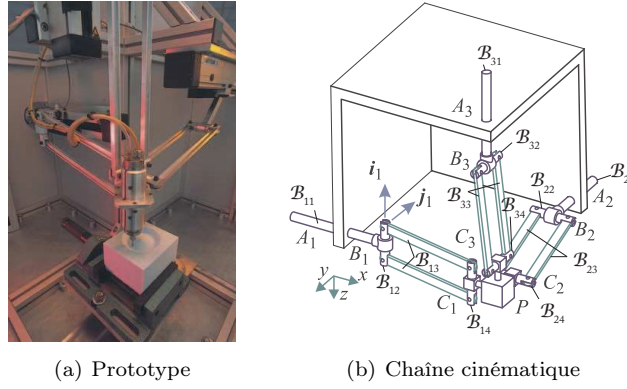 ℬ₃₁
A₃
ℬ₃₂
B₃
ℬ₂
A₂
ℬ₂₂
ℬ₃₃
i₁
ℬ₁₁
j₁
ℬ₃₄
B₂
A₁
B₁
C₃
ℬ₁₃
ℬ₂₃
y x
z
ℬ₁₂
C₁
C₂
P
ℬ₂₄
ℬ₁₄
(a) Prototype
(b) Chaîne cinématique